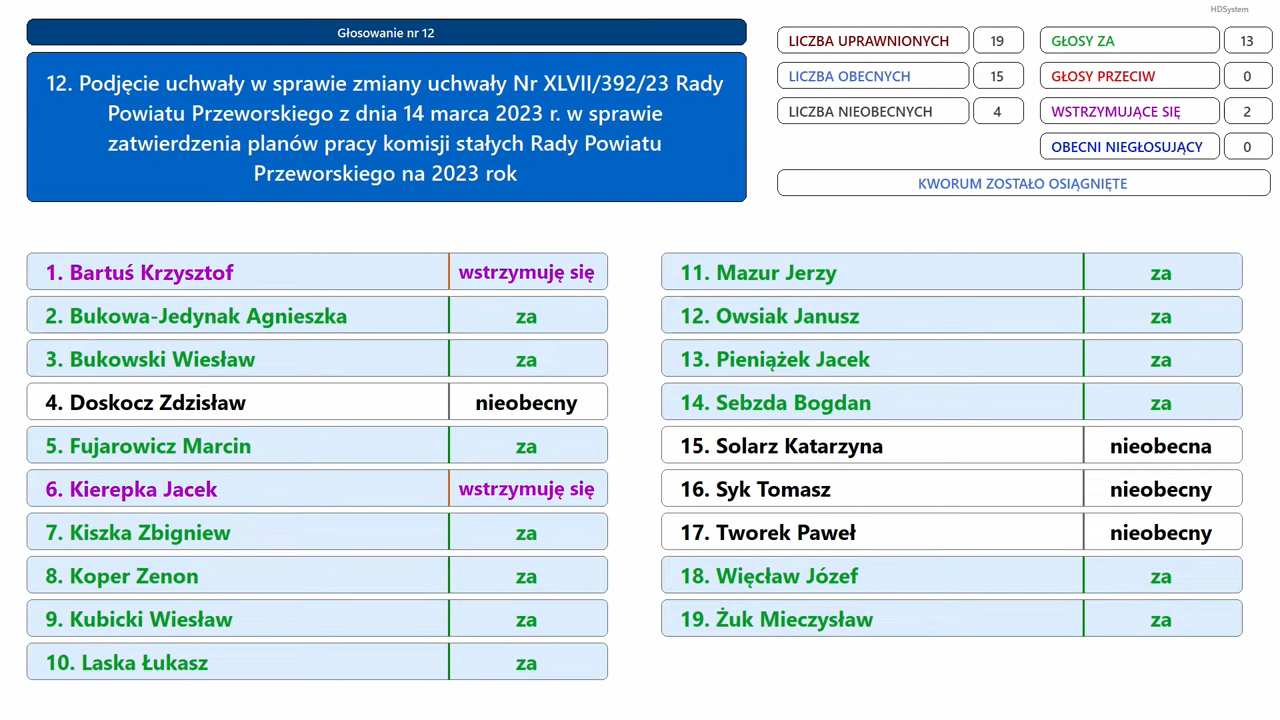 HDSystem
Głosowanie nr 12
12. Podjęcie uchwały w sprawie zmiany uchwały Nr XLVII/392/23 Rady
Powiatu Przeworskiego z dnia 14 marca 2023 r. w sprawie
zatwierdzenia planów pracy komisji stałych Rady Powiatu
Przeworskiego na 2023 rok
LICZBA UPRAWNIONYCH 19
LICZBA OBECNYCH 15
LICZBA NIEOBECNYCH 4
GŁOSY ZA 13
GŁOSY PRZECIW 0
WSTRZYMUJĄCE SIĘ 2
OBECNI NIEGŁOSUJĄCY 0
KWORUM ZOSTAŁO OSIĄGNIĘTE
1. Bartuś Krzysztof wstrzymuję się
2. Bukowa-Jedynak Agnieszka za
3. Bukowski Wiesław za
4. Doskocz Zdzisław nieobecny
5. Fujarowicz Marcin za
6. Kierepka Jacek wstrzymuję się
7. Kiszka Zbigniew za
8. Koper Zenon za
9. Kubicki Wiesław za
10. Laska Łukasz za
11. Mazur Jerzy za
12. Owsiak Janusz za
13. Pieniążek Jacek za
14. Sebzda Bogdan za
15. Solarz Katarzyna nieobecna
16. Syk Tomasz nieobecny
17. Tworek Paweł nieobecny
18. Więcław Józef za
19. Żuk Mieczysław za